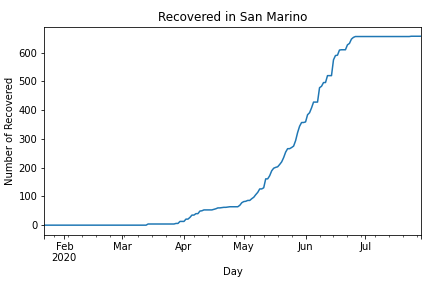 Recovered in San Marino
Number of Recovered
600
500
400
300
200
100
0
Feb
2020
Mar
Apr
May
Jun
Jul
Day